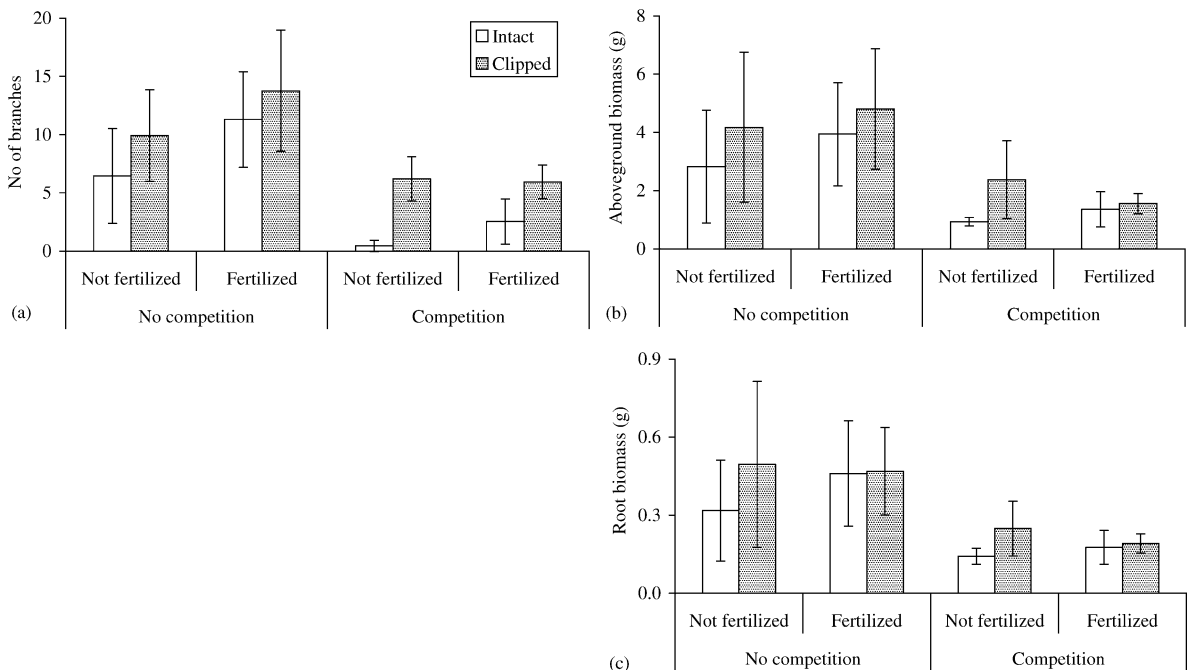 20
15
10
5
0
No of branches
Intact
Clipped
Not fertilized Fertilized Not fertilized Fertilized
No competition Competition
(a)
8
6
4
2
0
Aboveground biomass (g)
Not fertilized Fertilized Not fertilized Fertilized
No competition Competition
(b)
0.9
0.6
0.3
0.0
Root biomass (g)
Not fertilized Fertilized Not fertilized Fertilized
No competition Competition
(c)